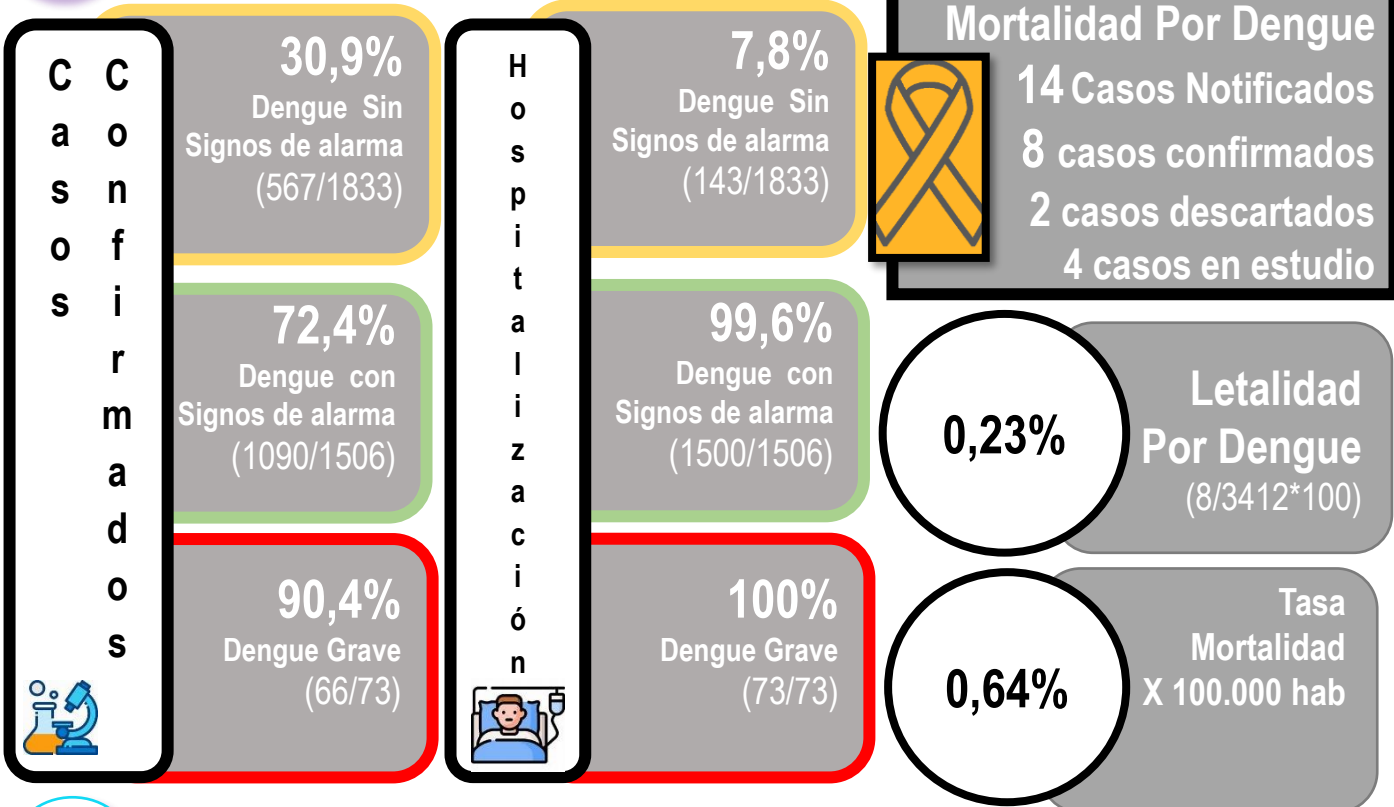 Casos
Confirmados
30,9%
Dengue Sin
Signos de alarma
(567/1833)
72,4%
Dengue con
Signos de alarma
(1090/1506)
90,4%
Dengue Grave
(66/73)
Hospitalización
7,8%
Dengue Sin
Signos de alarma
(143/1833)
99,6%
Dengue con
Signos de alarma
(1500/1506)
100%
Dengue Grave
(73/73)
Mortalidad Por Dengue
14 Casos Notificados
8 casos confirmados
2 casos descartados
4 casos en estudio
0,23%
Letalidad
Por Dengue
(8/3412*100)
0,64%
Tasa
Mortalidad
X 100.000 hab